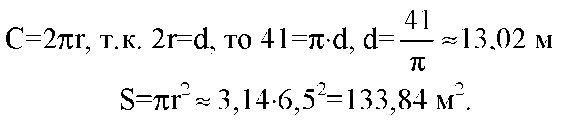 C=2πr, т.к. 2r=d, то 41=π·d, d=41/π≈13,02 м
S=πr²≈3,14·6,5²=133,84 м².